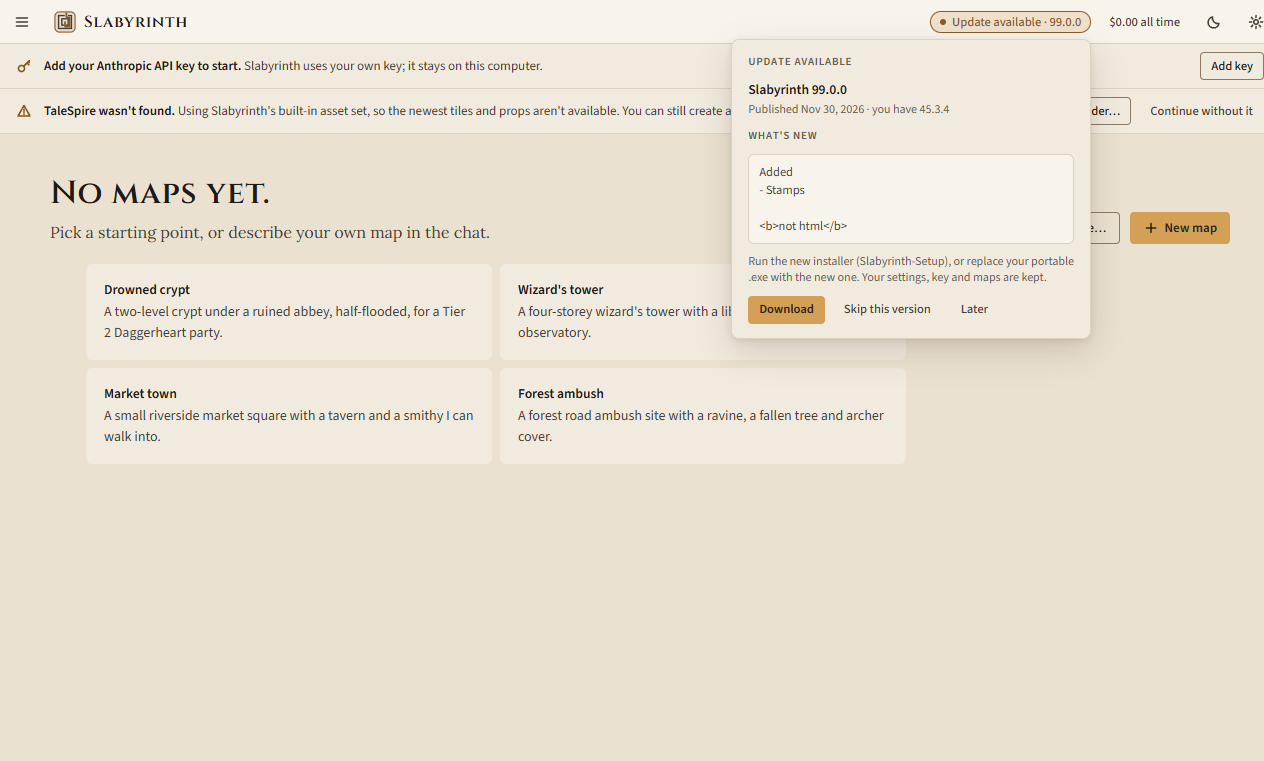 Slabyrinth
Update available · 99.0.0
$0.00 all time
Add your Anthropic API key to start. Slabyrinth uses your own key; it stays on this computer.
Add key
TaleSpire wasn't found. Using Slabyrinth's built-in asset set, so the newest tiles and props aren't available. You can still create a
der...
Continue without it
UPDATE AVAILABLE
Slabyrinth 99.0.0
Published Nov 30, 2026 · you have 45.3.4
WHAT'S NEW
Added
- Stamps
<b>not html</b>
Run the new installer (Slabyrinth-Setup), or replace your portable
.exe with the new one. Your settings, key and maps are kept.
Download
Skip this version
Later
No maps yet.
Pick a starting point, or describe your own map in the chat.
e...
New map
Drowned crypt
A two-level crypt under a ruined abbey, half-flooded, for a Tier
2 Daggerheart party.
Wizard's tower
A four-storey wizard's tower with a lib
observatory.
Market town
A small riverside market square with a tavern and a smithy I can
walk into.
Forest ambush
A forest road ambush site with a ravine, a fallen tree and archer
cover.